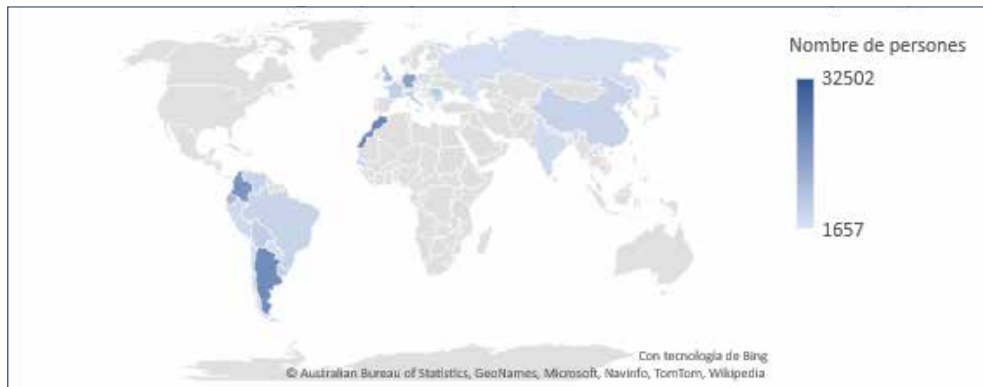 Nombre de persones
32502
1657
Con tecnología de Bing
© Australian Bureau of Statistics, GeoNames, Microsoft, Navinfo, TomTom, Wikipedia